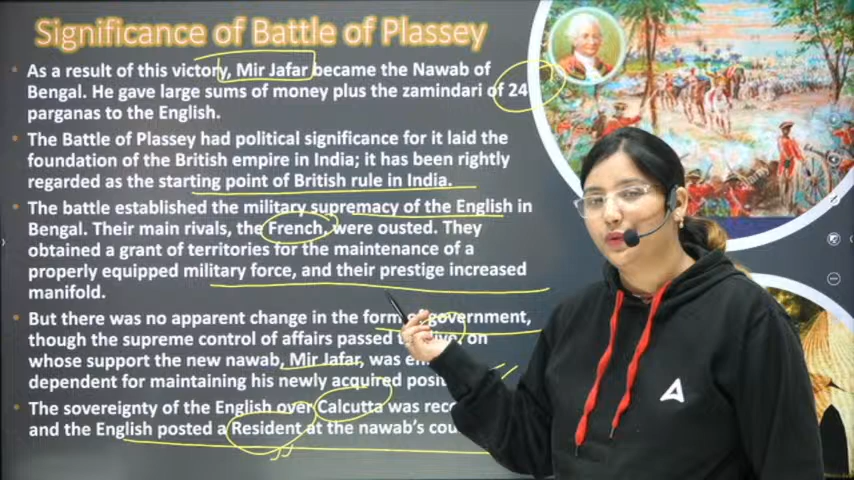 Significance of Battle of Plassey
• As a result of this victory, Mir Jafar became the Nawab of
Bengal. He gave large sums of money plus the zamindari of 24
parganas to the English.
• The Battle of Plassey had political significance for it laid the
foundation of the British empire in India; it has been rightly
regarded as the starting point of British rule in India.
• The battle established the military supremacy of the English in
Bengal. Their main rivals, the French, were ousted. They
obtained a grant of territories for the maintenance of a
properly equipped military force, and their prestige increased
manifold.
• But there was no apparent change in the form of government,
though the supreme control of affairs passed to Clive, on
whose support the new nawab, Mir Jafar, was
dependent for maintaining his newly acquired
• The sovereignty of the English over Calcutta was
and the English posted a Resident at the nawab's